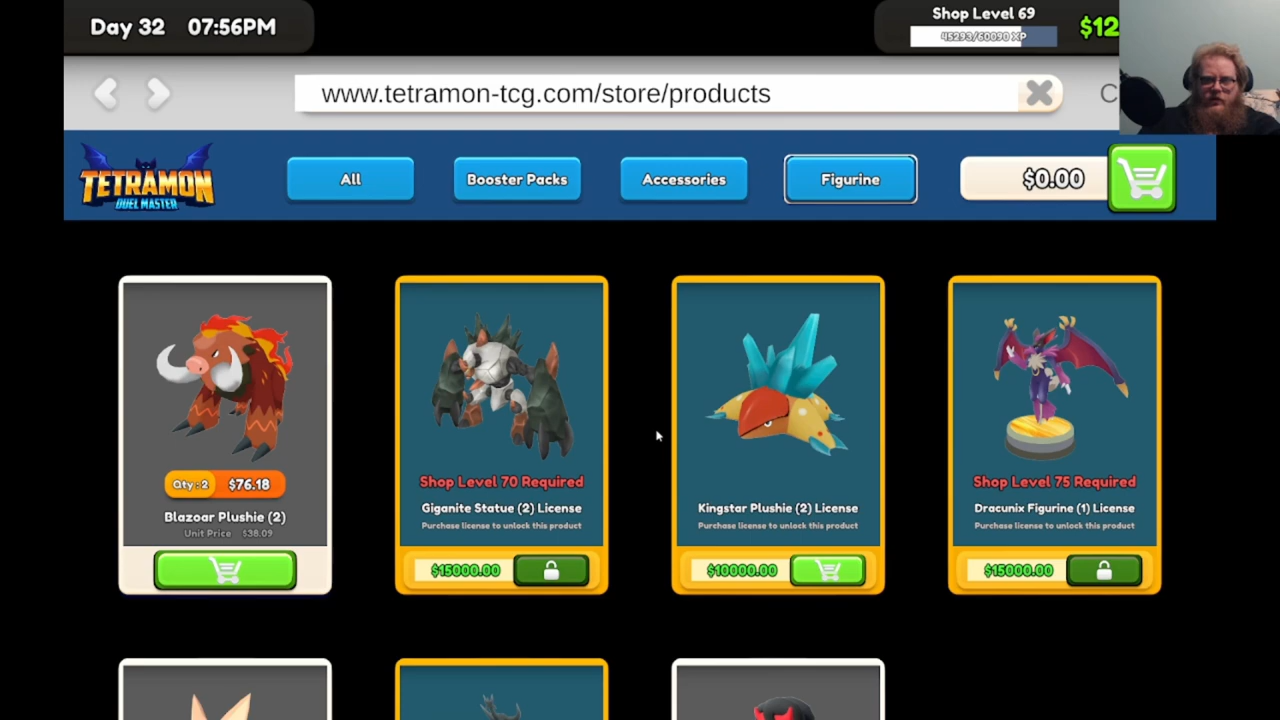 Day 32 07:56PM
Shop Level 69
45293/60090 XP
$12
www.tetramon-tcg.com/store/products
TETRAMON
DUEL MASTER
All
Booster Packs
Accessories
Figurine
$0.00
Qty:2 $76.18
Blazoar Plushie (2)
Unit Price $38.09
Shop Level 70 Required
Giganite Statue (2) License
Purchase license to unlock this product
$15000.00
Kingstar Plushie (2) License
Purchase license to unlock this product
$10000.00
Shop Level 75 Required
Dracunix Figurine (1) License
Purchase license to unlock this product
$15000.00